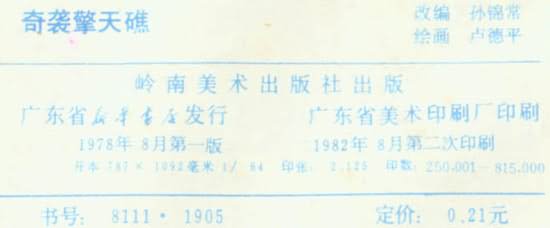 奇袭擎天礁
改编 孙锦常
绘画 卢德平
岭南美术出版社出版
广东省新华书店发行 广东省美术印刷厂印刷
1978年8月第一版 1982年8月第二次印刷
开本 787×1092毫米 1/64 印张: 2.125 印数: 250,001-815,000
书号: 8111·1905 定价: 0.21元